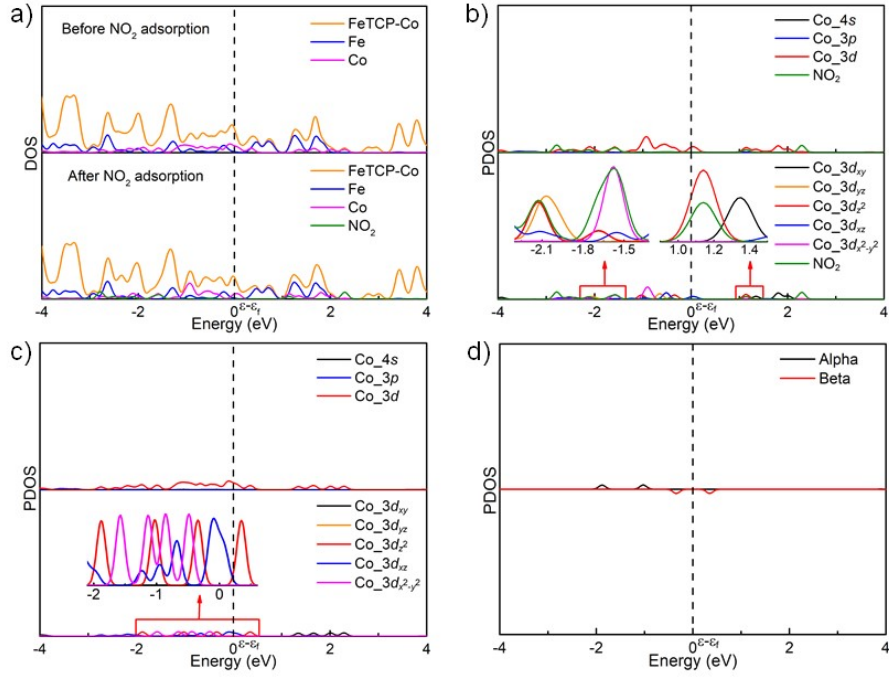 a)
Before NO₂ adsorption
FeTCP-Co
Fe
Co
DOS
After NO₂ adsorption
FeTCP-Co
Fe
Co
NO₂
-4 -2 0 2 4
ε-εf
Energy (eV)
b)
Co_4s
Co_3p
Co_3d
NO₂
PDOS
Co_3dxy
Co_3dyz
Co_3dz²
Co_3dxz
Co_3dx²-y²
NO₂
-2.1 -1.8 -1.5
1.0 1.2 1.4
-4 -2 0 2 4
ε-εf
Energy (eV)
c)
Co_4s
Co_3p
Co_3d
PDOS
Co_3dxy
Co_3dyz
Co_3dz²
Co_3dxz
Co_3dx²-y²
-2 -1 0
-4 -2 0 2 4
ε-εf
Energy (eV)
d)
Alpha
Beta
PDOS
-4 -2 0 2 4
ε-εf
Energy (eV)